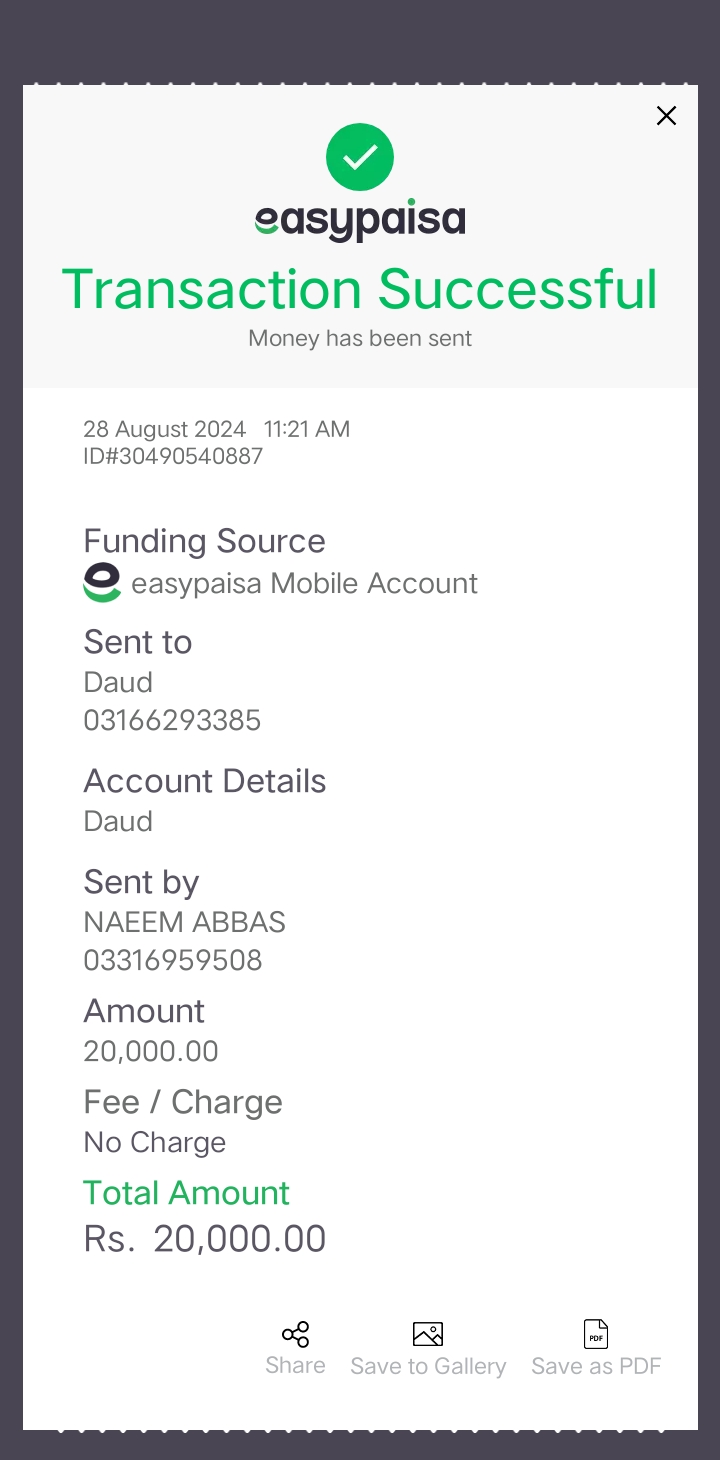 easypaisa
Transaction Successful
Money has been sent
28 August 2024 11:21 AM
ID#30490540887
Funding Source
easypaisa Mobile Account
Sent to
Daud
03166293385
Account Details
Daud
Sent by
NAEEM ABBAS
03316959508
Amount
20,000.00
Fee / Charge
No Charge
Total Amount
Rs. 20,000.00
PDF
Share Save to Gallery Save as PDF